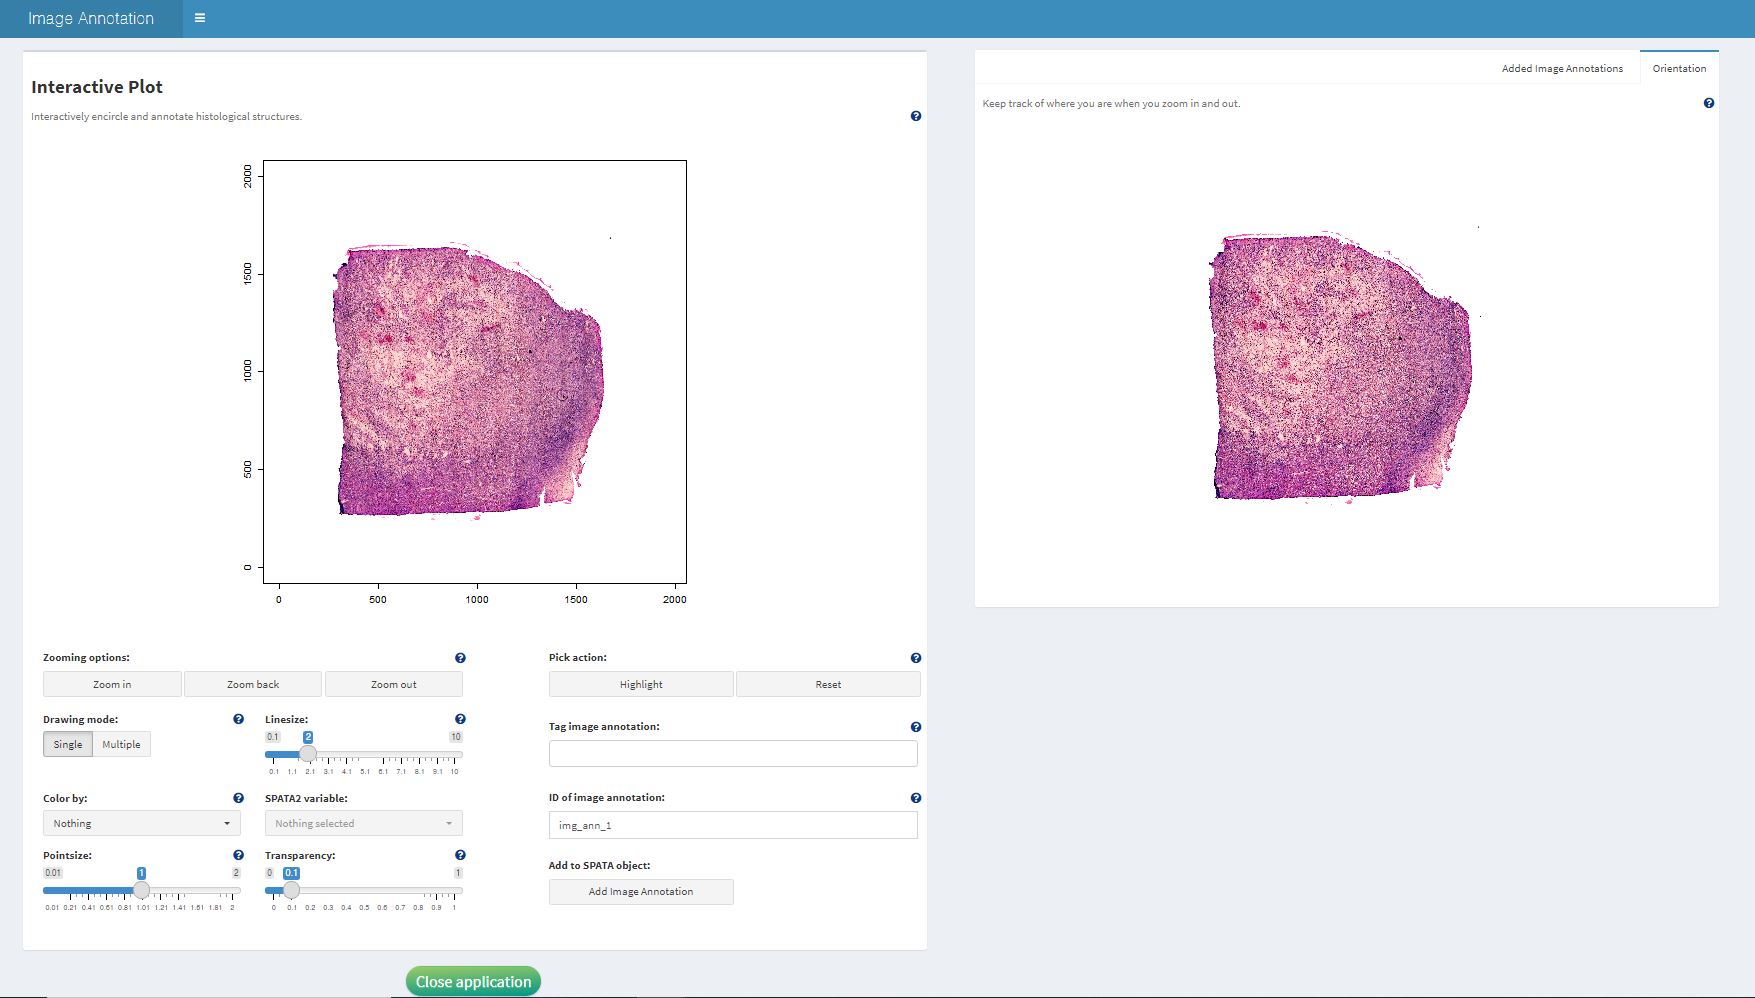 Image Annotation
Interactive Plot
Interactively encircle and annotate histological structures.
2000
1500
1000
500
0
0 500 1000 1500 2000
Zooming options:
Zoom in Zoom back Zoom out
Drawing mode:
Single Multiple
Linesize:
0.1 2 10
0.1 1.1 2.1 3.1 4.1 5.1 6.1 7.1 8.1 9.1 10
Color by:
Nothing
SPATA2 variable:
Nothing selected
Pointsize:
0.01 1 2
0.01 0.21 0.41 0.61 0.81 1.01 1.21 1.41 1.61 1.81 2
Transparency:
0 0.1 1
0 0.1 0.2 0.3 0.4 0.5 0.6 0.7 0.8 0.9 1
Pick action:
Highlight Reset
Tag image annotation:
ID of image annotation:
img_ann_1
Add to SPATA object:
Add Image Annotation
Close application
Added Image Annotations Orientation
Keep track of where you are when you zoom in and out.